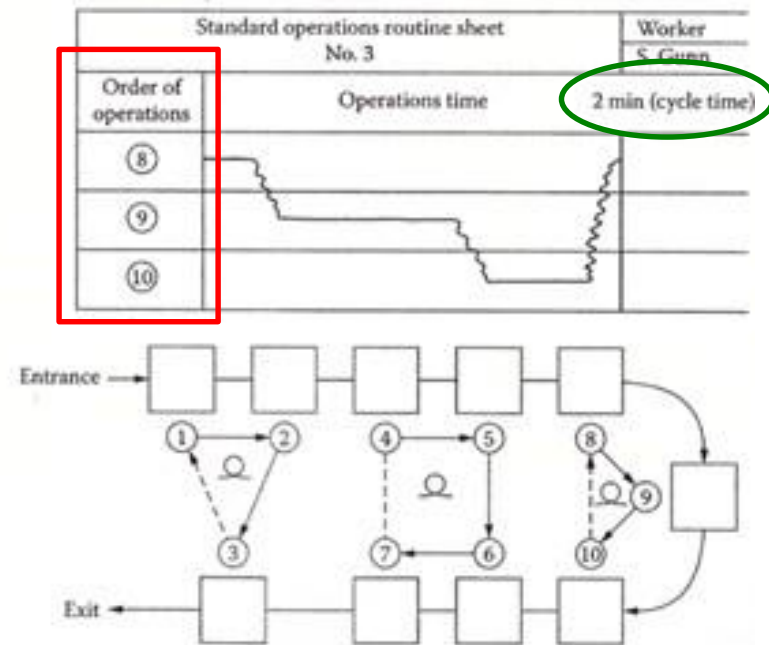 Standard operations routine sheet
No. 3
Worker
S. Gunn
Order of
operations
Operations time
2 min (cycle time)
8
9
10
Entrance
1
2
4
5
8
9
3
7
6
10
Exit